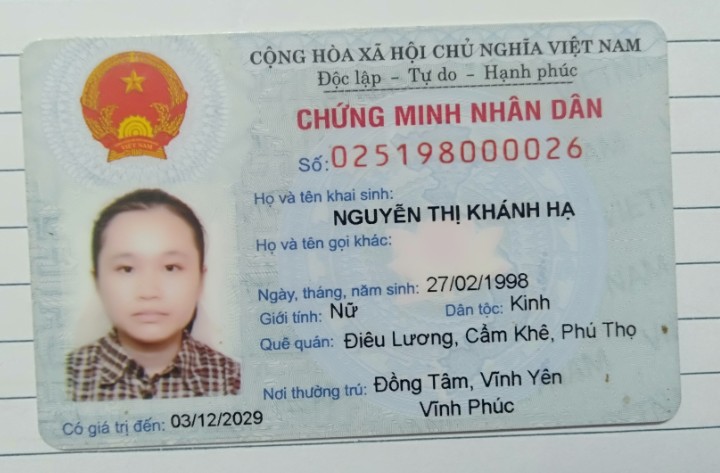 CỘNG HÒA XÃ HỘI CHỦ NGHĨA VIỆT NAM
Độc lập - Tự do - Hạnh phúc
CHỨNG MINH NHÂN DÂN
Số: 025198000026
Họ và tên khai sinh:
NGUYỄN THỊ KHÁNH HẠ
Họ và tên gọi khác:
Ngày, tháng, năm sinh: 27/02/1998
Giới tính: Nữ Dân tộc: Kinh
Quê quán: Điêu Lương, Cẩm Khê, Phú Thọ
Nơi thường trú: Đồng Tâm, Vĩnh Yên
Vĩnh Phúc
Có giá trị đến: 03/12/2029
VIỆT NAM